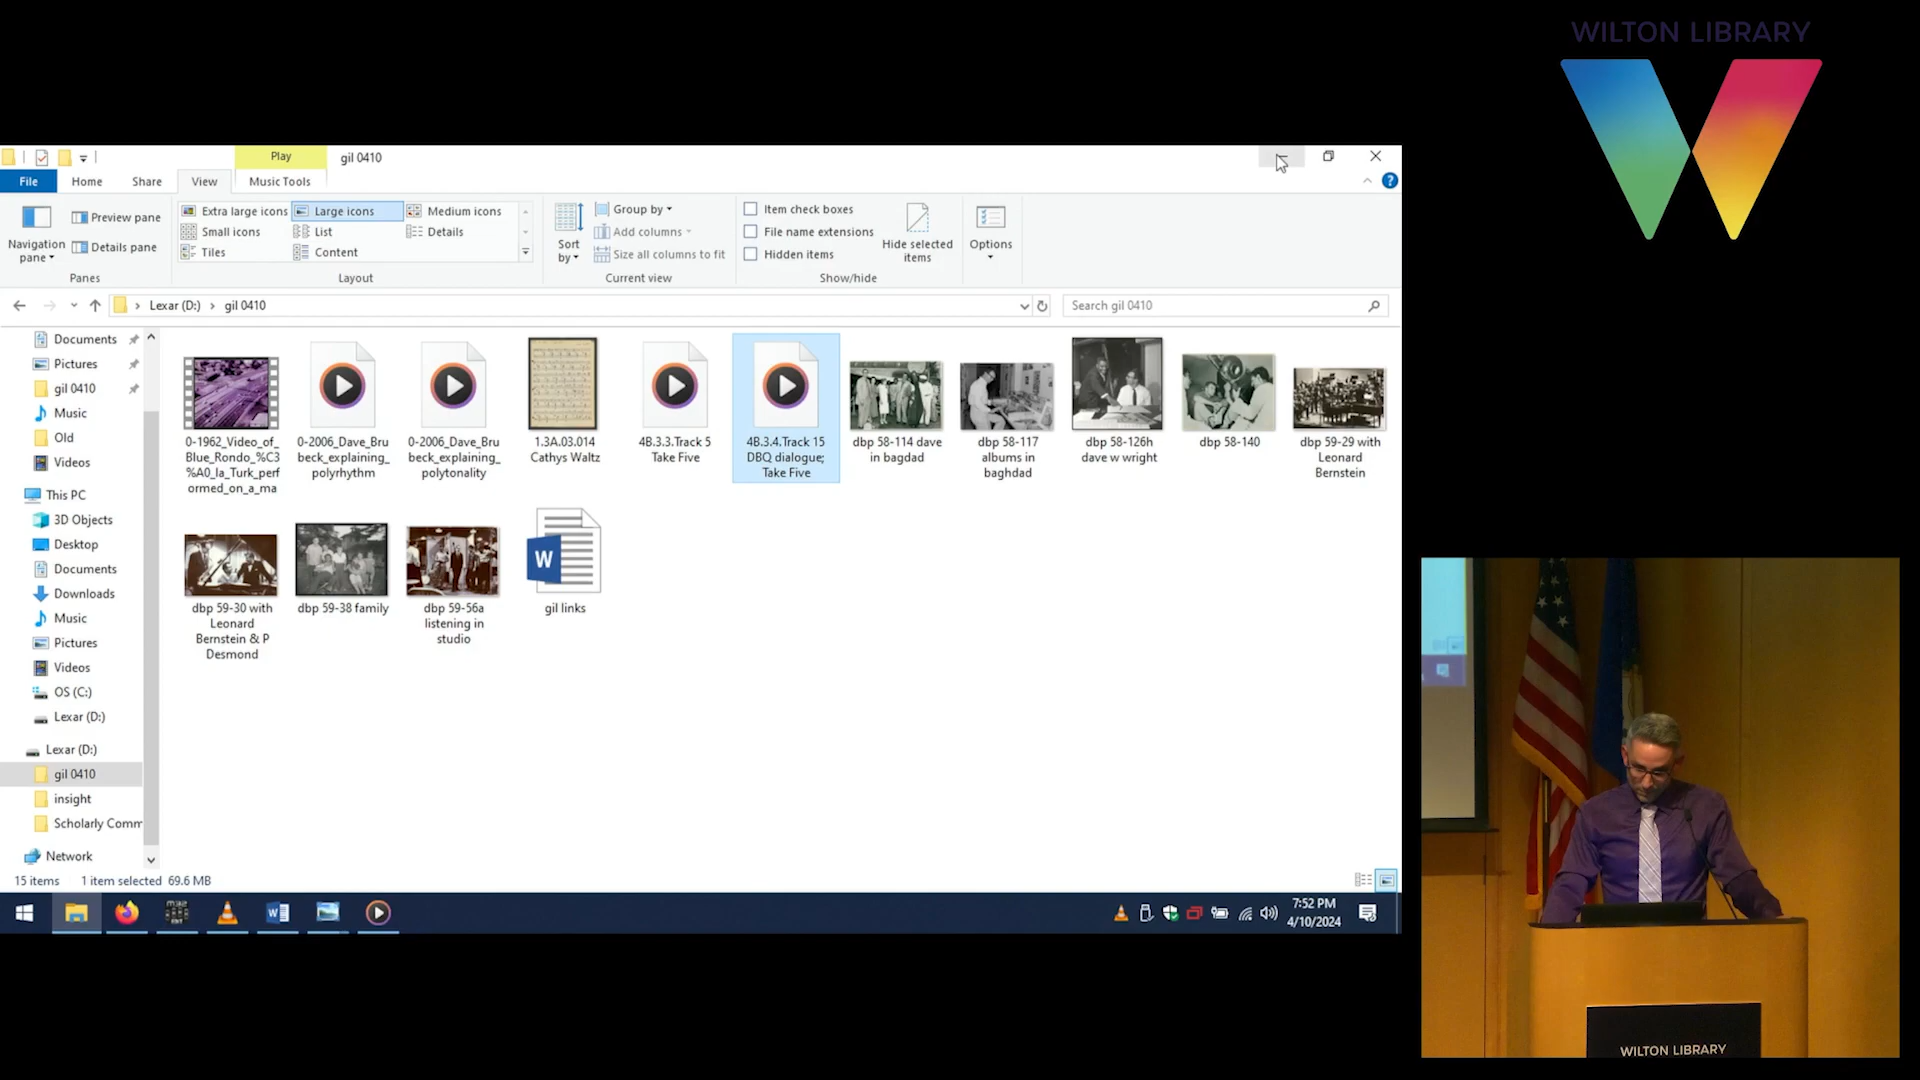 WILTON LIBRARY
Play
gil 0410
File
Home
Share
View
Music Tools
Navigation
pane
Preview pane
Details pane
Panes
Extra large icons
Large icons
Medium icons
Small icons
List
Details
Tiles
Content
Layout
Sort
by
Group by
Add columns
Size all columns to fit
Current view
Item check boxes
File name extensions
Hidden items
Hide selected
items
Show/hide
Options
Lexar (D:)
gil 0410
Search gil 0410
Documents
Pictures
gil 0410
Music
Old
Videos
This PC
3D Objects
Desktop
Documents
Downloads
Music
Pictures
Videos
OS (C:)
Lexar (D:)
Lexar (D:)
gil 0410
insight
Scholarly Comm
Network
0-1962_Video_of_
Blue_Rondo_%C3
%A0_la_Turk_perf
ormed_on_a_ma
0-2006_Dave_Bru
beck_explaining_
polyrhythm
0-2006_Dave_Bru
beck_explaining_
polytonality
1.3A.03.014
Cathys Waltz
4B.3.3.Track 5
Take Five
4B.3.4.Track 15
DBQ dialogue;
Take Five
dbp 58-114 dave
in bagdad
dbp 58-117
albums in
baghdad
dbp 58-126h
dave w wright
dbp 58-140
dbp 59-29 with
Leonard
Bernstein
dbp 59-30 with
Leonard
Bernstein & P
Desmond
dbp 59-38 family
dbp 59-56a
listening in
studio
W
gil links
15 items
1 item selected 69.6 MB
7:52 PM
4/10/2024
WILTON LIBRARY